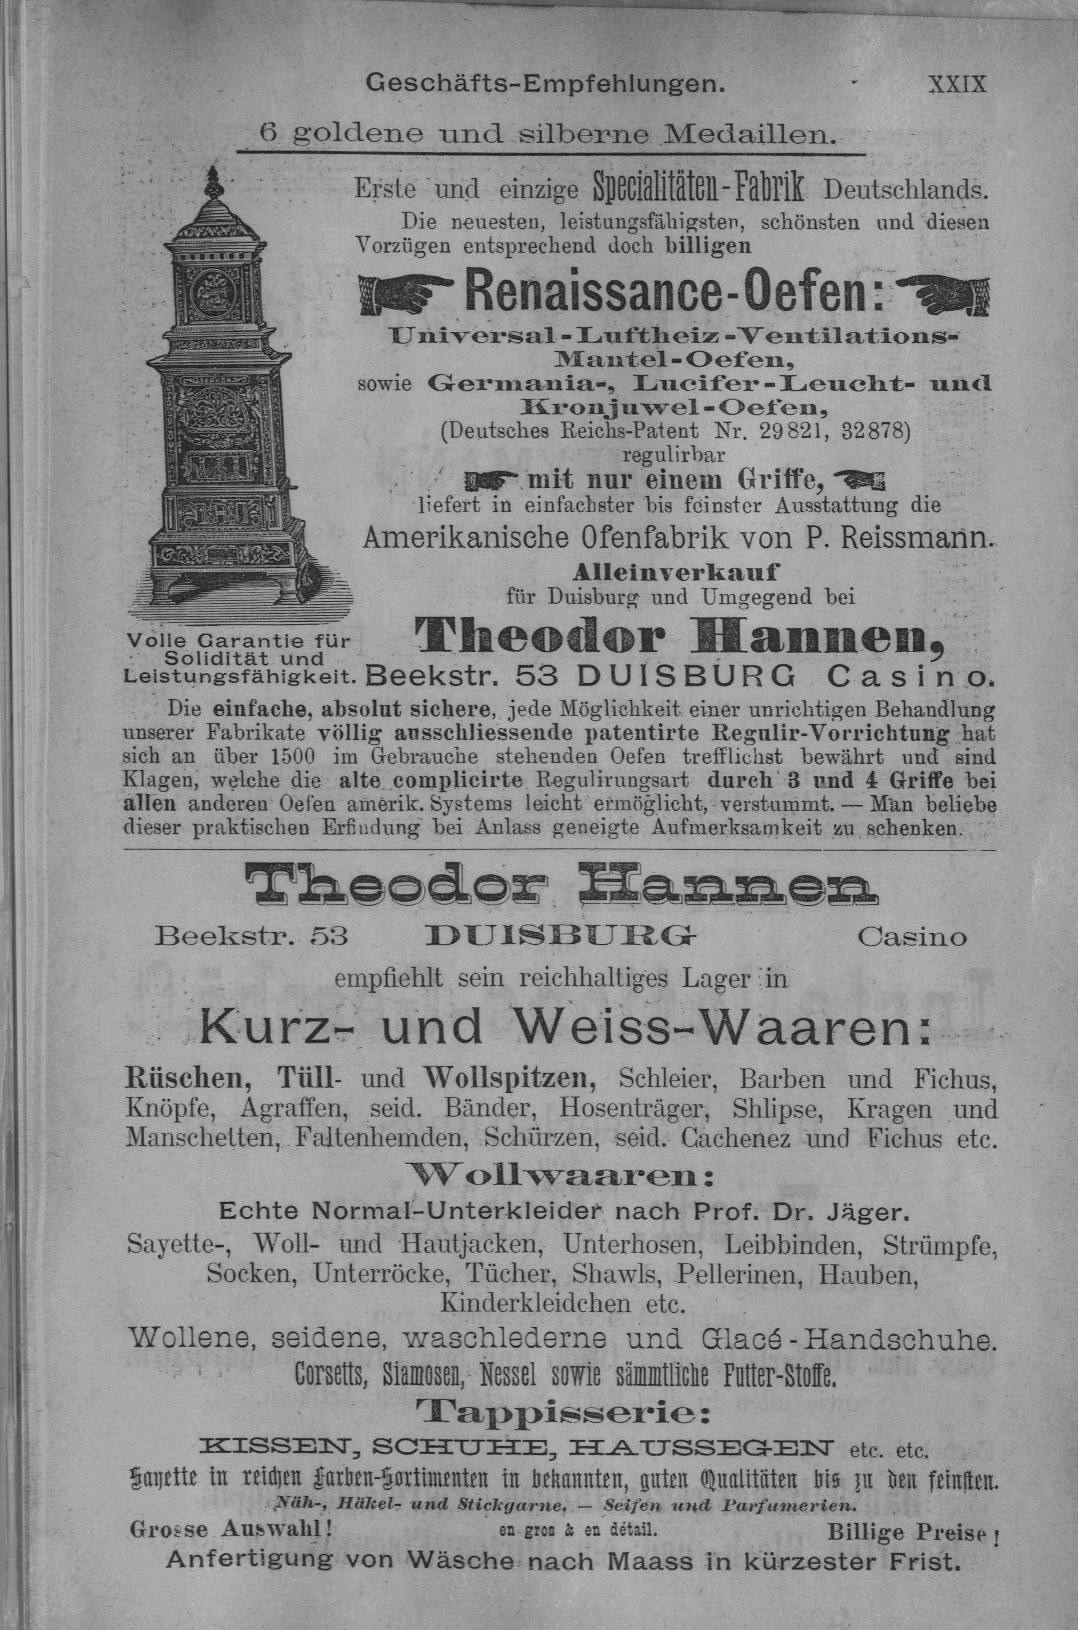 Geschäfts-Empfehlungen. XXIX
6 goldene und silberne Medaillen.
Erste und einzige Specialitäten-Fabrik Deutschlands.
Die neuesten, leistungsfähigsten, schönsten und diesen
Vorzügen entsprechend doch billigen
Renaissance-Oefen:
Universal-Luftheiz-Ventilations-
Mantel-Oefen,
sowie Germania-, Lucifer-Leucht- und
Kronjuwel-Oefen,
(Deutsches Reichs-Patent Nr. 29821, 32878)
regulirbar
mit nur einem Griffe,
liefert in einfachster bis feinster Ausstattung die
Amerikanische Ofenfabrik von P. Reissmann.
Alleinverkauf
für Duisburg und Umgegend bei
Theodor Hannen,
Volle Garantie für
Solidität und
Leistungsfähigkeit.
Beekstr. 53 DUISBURG Casino.
Die einfache, absolut sichere, jede Möglichkeit einer unrichtigen Behandlung
unserer Fabrikate völlig ausschliessende patentirte Regulir-Vorrichtung hat
sich an über 1500 im Gebrauche stehenden Oefen trefflichst bewährt und sind
Klagen, welche die alte complicirte Regulirungsart durch 3 und 4 Griffe bei
allen anderen Oefen amerik. Systems leicht ermöglicht, verstummt. — Man beliebe
dieser praktischen Erfindung bei Anlass geneigte Aufmerksamkeit zu schenken.
Theodor Hannen
Beekstr. 53 DUISBURG Casino
empfiehlt sein reichhaltiges Lager in
Kurz- und Weiss-Waaren:
Rüschen, Tüll- und Wollspitzen, Schleier, Barben und Fichus,
Knöpfe, Agraffen, seid. Bänder, Hosenträger, Shlipse, Kragen und
Manschetten, Faltenhemden, Schürzen, seid. Cachenez und Fichus etc.
Wollwaaren:
Echte Normal-Unterkleider nach Prof. Dr. Jäger.
Sayette-, Woll- und Hautjacken, Unterhosen, Leibbinden, Strümpfe,
Socken, Unterröcke, Tücher, Shawls, Pellerinen, Hauben,
Kinderkleidchen etc.
Wollene, seidene, waschlederne und Glacé-Handschuhe.
Corsetts, Siamosen, Nessel sowie sämmtliche Futter-Stoffe.
Tappisserie:
KISSEN, SCHUHE, HAUSSEGEN etc. etc.
Sayette in reichen Farben-Sortimenten in bekannten, guten Qualitäten bis zu den feinsten.
Näh-, Häkel- und Stickgarne. — Seifen und Parfumerien.
Grosse Auswahl! en gros & en détail. Billige Preise!
Anfertigung von Wäsche nach Maass in kürzester Frist.